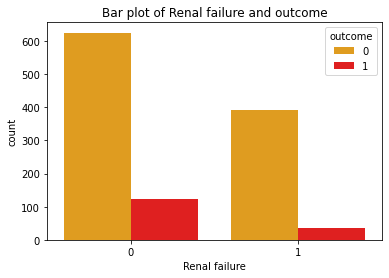 Bar plot of Renal failure and outcome
outcome
0
1
600
500
400
300
200
100
0
count
0
1
Renal failure